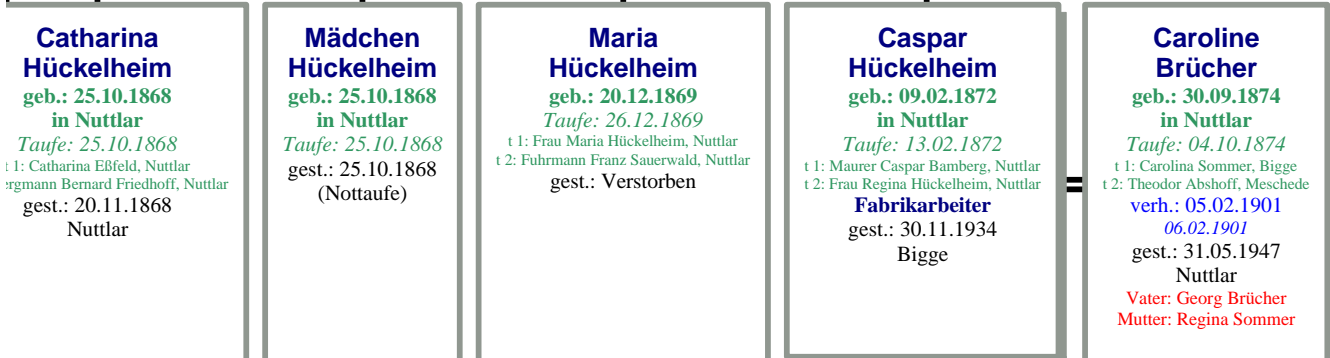 Catharina
Hückelheim
geb.: 25.10.1868
in Nuttlar
Taufe: 25.10.1868
t 1: Catharina Eßfeld, Nuttlar
ergmann Bernard Friedhoff, Nuttlar
gest.: 20.11.1868
Nuttlar
Mädchen
Hückelheim
geb.: 25.10.1868
in Nuttlar
Taufe: 25.10.1868
gest.: 25.10.1868
(Nottaufe)
Maria
Hückelheim
geb.: 20.12.1869
Taufe: 26.12.1869
t 1: Frau Maria Hückelheim, Nuttlar
t 2: Fuhrmann Franz Sauerwald, Nuttlar
gest.: Verstorben
Caspar
Hückelheim
geb.: 09.02.1872
in Nuttlar
Taufe: 13.02.1872
t 1: Maurer Caspar Bamberg, Nuttlar
t 2: Frau Regina Hückelheim, Nuttlar
Fabrikarbeiter
gest.: 30.11.1934
Bigge
=
Caroline
Brücher
geb.: 30.09.1874
in Nuttlar
Taufe: 04.10.1874
t 1: Carolina Sommer, Bigge
t 2: Theodor Abshoff, Meschede
verh.: 05.02.1901
06.02.1901
gest.: 31.05.1947
Nuttlar
Vater: Georg Brücher
Mutter: Regina Sommer